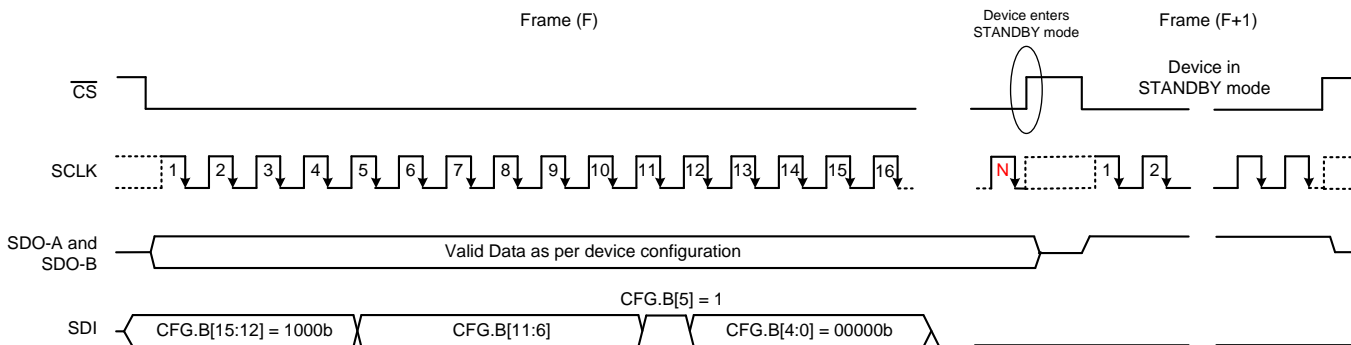 Frame (F)
Device enters
STANDBY mode
Frame (F+1)
CS
Device in
STANDBY mode
SCLK
1 2 3 4 5 6 7 8 9 10 11 12 13 14 15 16 N 1 2
SDO-A and
SDO-B
Valid Data as per device configuration
CFG.B[5] = 1
SDI
CFG.B[15:12] = 1000b
CFG.B[11:6]
CFG.B[4:0] = 00000b